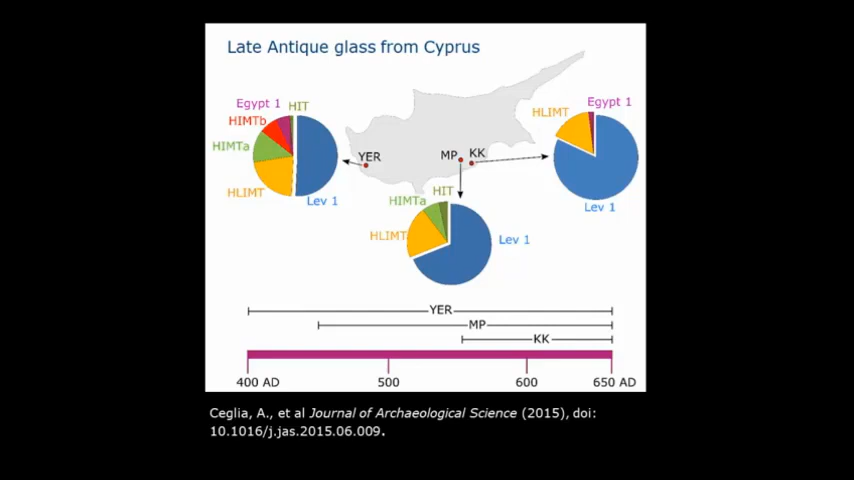 Late Antique glass from Cyprus
Egypt 1
HIT
HIMTb
HIMTa
HLIMT
Lev 1
YER
MP
KK
HLIMT
Egypt 1
Lev 1
HIT
HIMTa
HLIMT
Lev 1
YER
MP
KK
400 AD
500
600
650 AD
Ceglia, A., et al Journal of Archaeological Science (2015), doi:
10.1016/j.jas.2015.06.009.